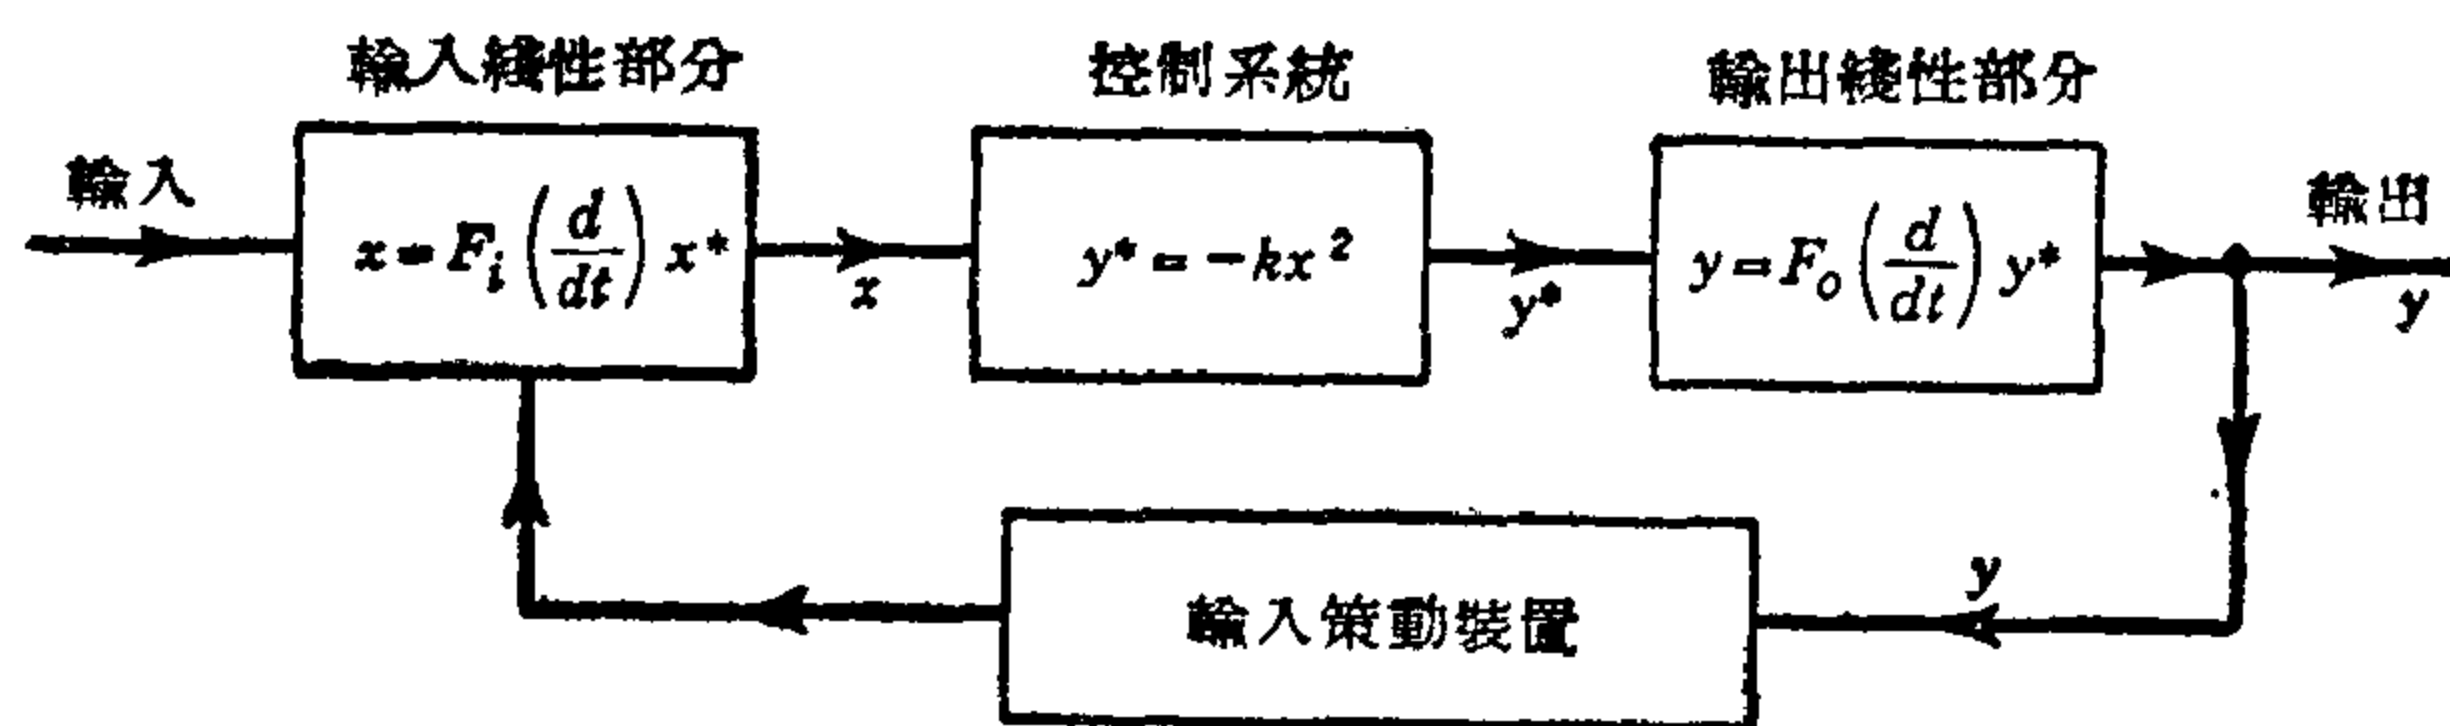 輸入綫性部分
控制系統
輸出綫性部分
輸入
x = F_i (d/dt) x*
x
y* = -kx²
y*
y = F_o (d/dt) y*
輸出
y
y
輸入策動裝置